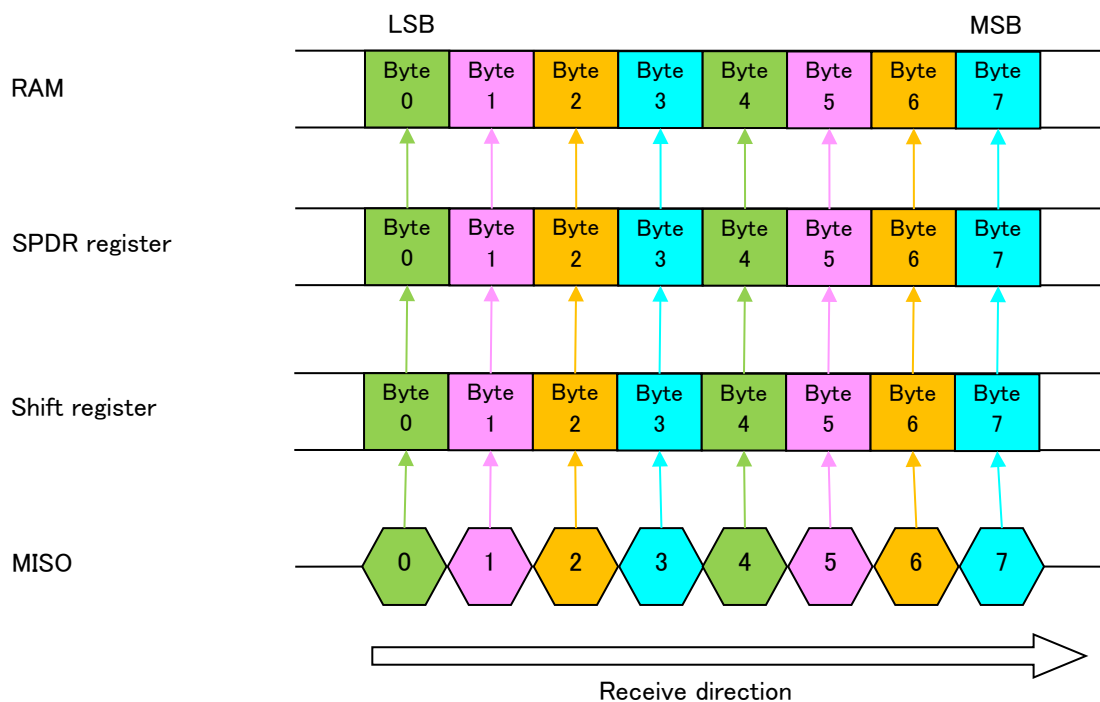 LSB MSB
RAM
Byte Byte Byte Byte Byte Byte Byte Byte
0 1 2 3 4 5 6 7
SPDR register
Byte Byte Byte Byte Byte Byte Byte Byte
0 1 2 3 4 5 6 7
Shift register
Byte Byte Byte Byte Byte Byte Byte Byte
0 1 2 3 4 5 6 7
MISO
0 1 2 3 4 5 6 7
Receive direction